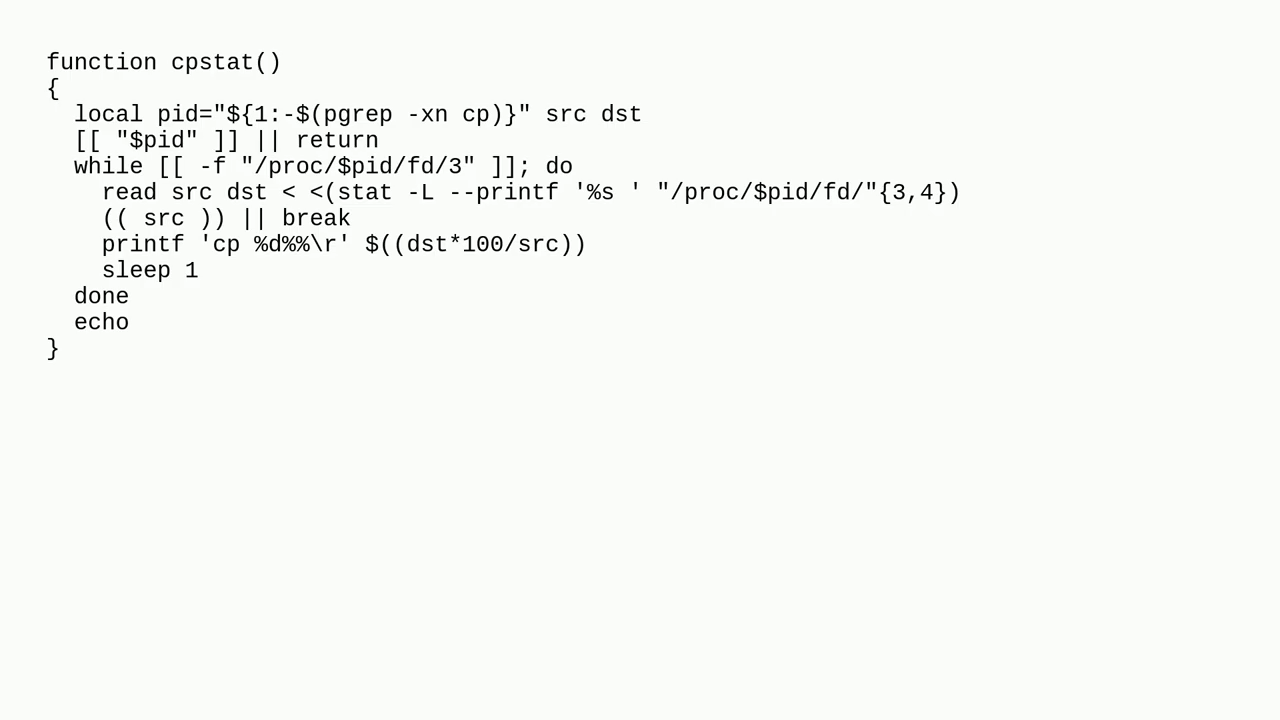 function cpstat()
{
  local pid="${1:-$(pgrep -xn cp)}" src dst
  [[ "$pid" ]] || return
  while [[ -f "/proc/$pid/fd/3" ]]; do
    read src dst < <(stat -L --printf '%s ' "/proc/$pid/fd/"{3,4})
    (( src )) || break
    printf 'cp %d%%\r' $((dst*100/src))
    sleep 1
  done
  echo
}